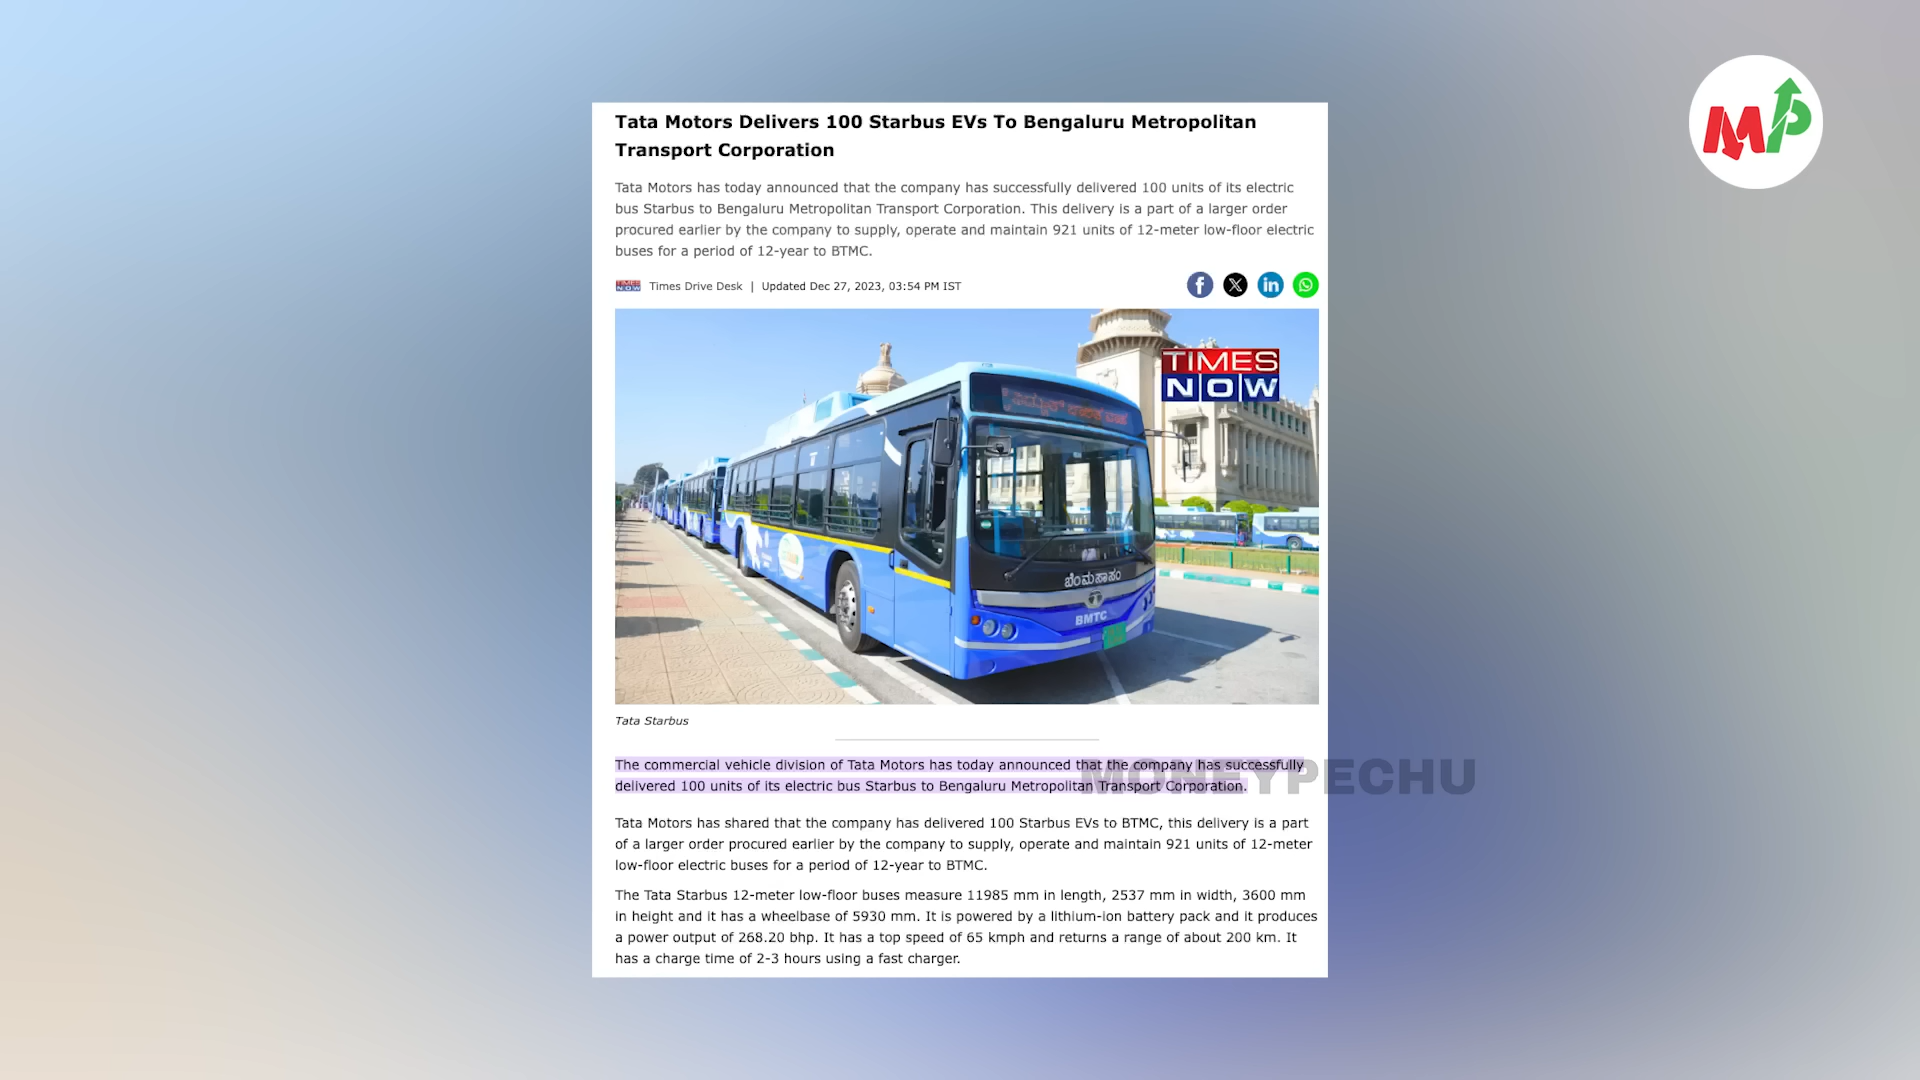 Tata Motors Delivers 100 Starbus EVs To Bengaluru Metropolitan
Transport Corporation
Tata Motors has today announced that the company has successfully delivered 100 units of its electric
bus Starbus to Bengaluru Metropolitan Transport Corporation. This delivery is a part of a larger order
procured earlier by the company to supply, operate and maintain 921 units of 12-meter low-floor electric
buses for a period of 12-year to BTMC.
TIMES NOW Times Drive Desk | Updated Dec 27, 2023, 03:54 PM IST
TIMES
NOW
ಬೆಂಮಸಾಸಂ
BMTC
Tata Starbus
The commercial vehicle division of Tata Motors has today announced that the company has successfully
delivered 100 units of its electric bus Starbus to Bengaluru Metropolitan Transport Corporation.
MONEYPECHU
Tata Motors has shared that the company has delivered 100 Starbus EVs to BTMC, this delivery is a part
of a larger order procured earlier by the company to supply, operate and maintain 921 units of 12-meter
low-floor electric buses for a period of 12-year to BTMC.
The Tata Starbus 12-meter low-floor buses measure 11985 mm in length, 2537 mm in width, 3600 mm
in height and it has a wheelbase of 5930 mm. It is powered by a lithium-ion battery pack and it produces
a power output of 268.20 bhp. It has a top speed of 65 kmph and returns a range of about 200 km. It
has a charge time of 2-3 hours using a fast charger.
MP